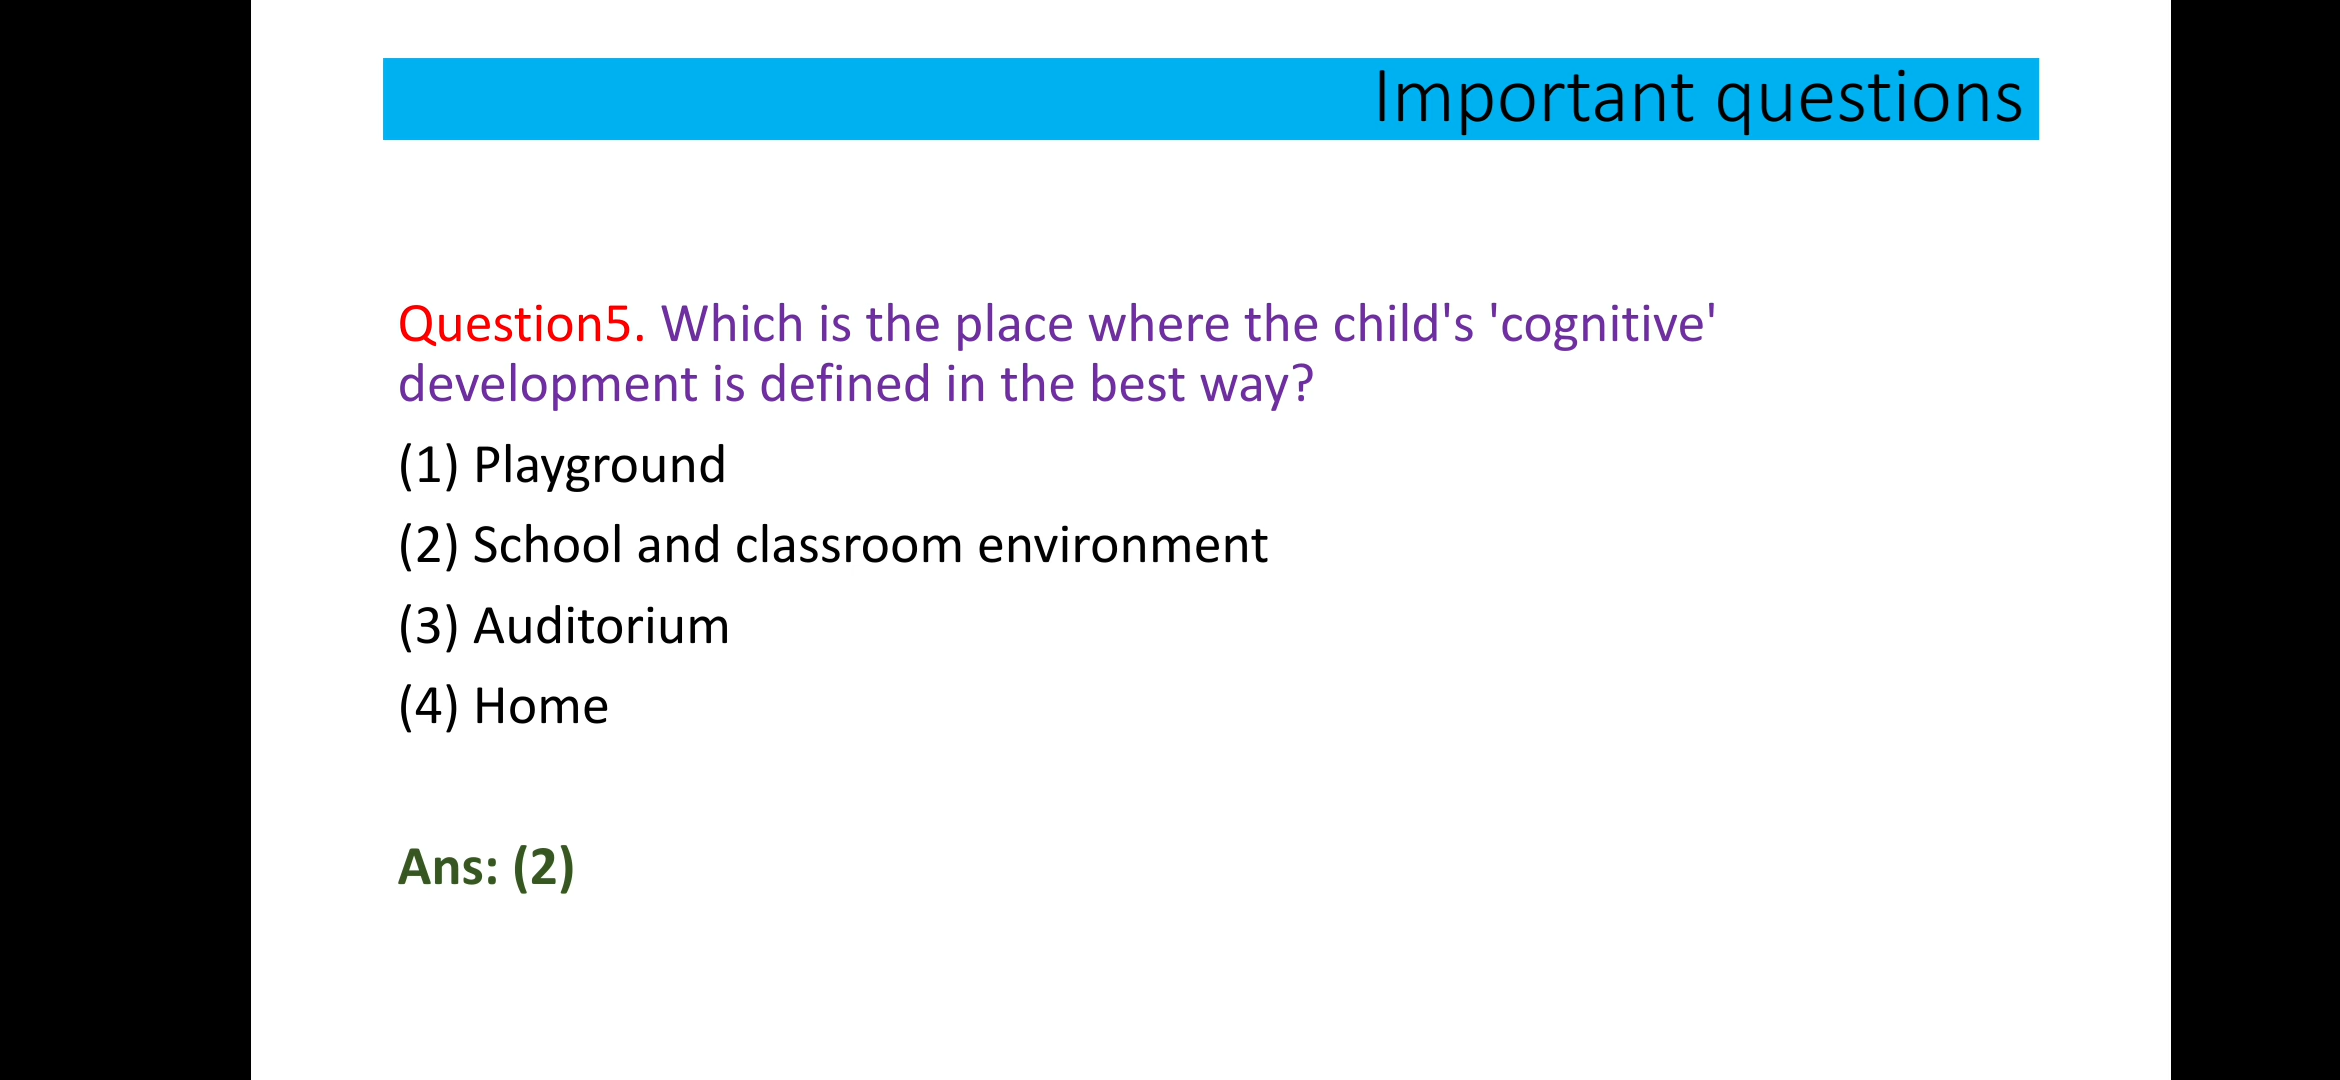 Important questions
Question5. Which is the place where the child's 'cognitive'
development is defined in the best way?
(1) Playground
(2) School and classroom environment
(3) Auditorium
(4) Home
Ans: (2)